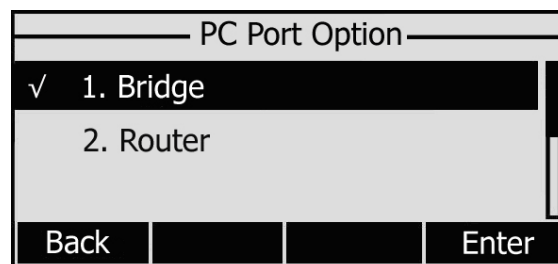 PC Port Option
√ 1. Bridge
2. Router
Back Enter